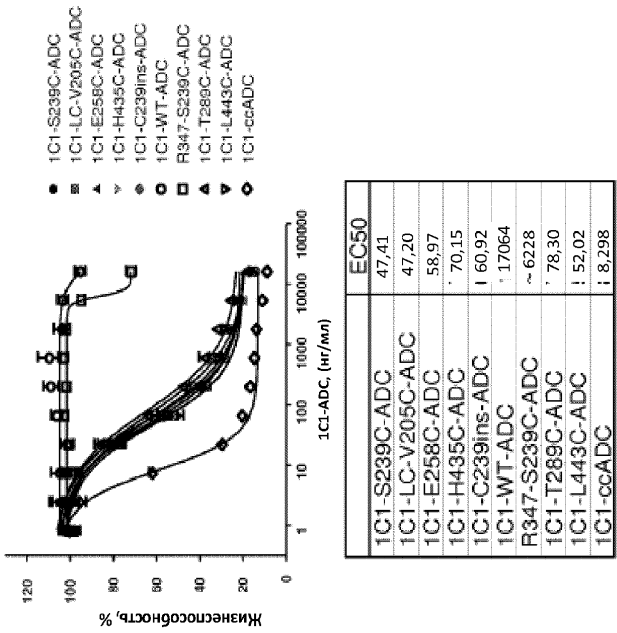 Жизнеспособность, %
120
100
80
60
40
20
0
1
10
100
1000
10000
100000
1C1-ADC, (нг/мл)
1C1-S239C-ADC
1C1-LC-V205C-ADC
1C1-E258C-ADC
1C1-H435C-ADC
1C1-C239ins-ADC
1C1-WT-ADC
R347-S239C-ADC
1C1-T289C-ADC
1C1-L443C-ADC
1C1-ccADC
EC50
1C1-S239C-ADC 47,41
1C1-LC-V205C-ADC 47,20
1C1-E258C-ADC 58,97
1C1-H435C-ADC 70,15
1C1-C239ins-ADC 60,92
1C1-WT-ADC 17064
R347-S239C-ADC ~ 6228
1C1-T289C-ADC 78,30
1C1-L443C-ADC 52,02
1C1-ccADC 8,298